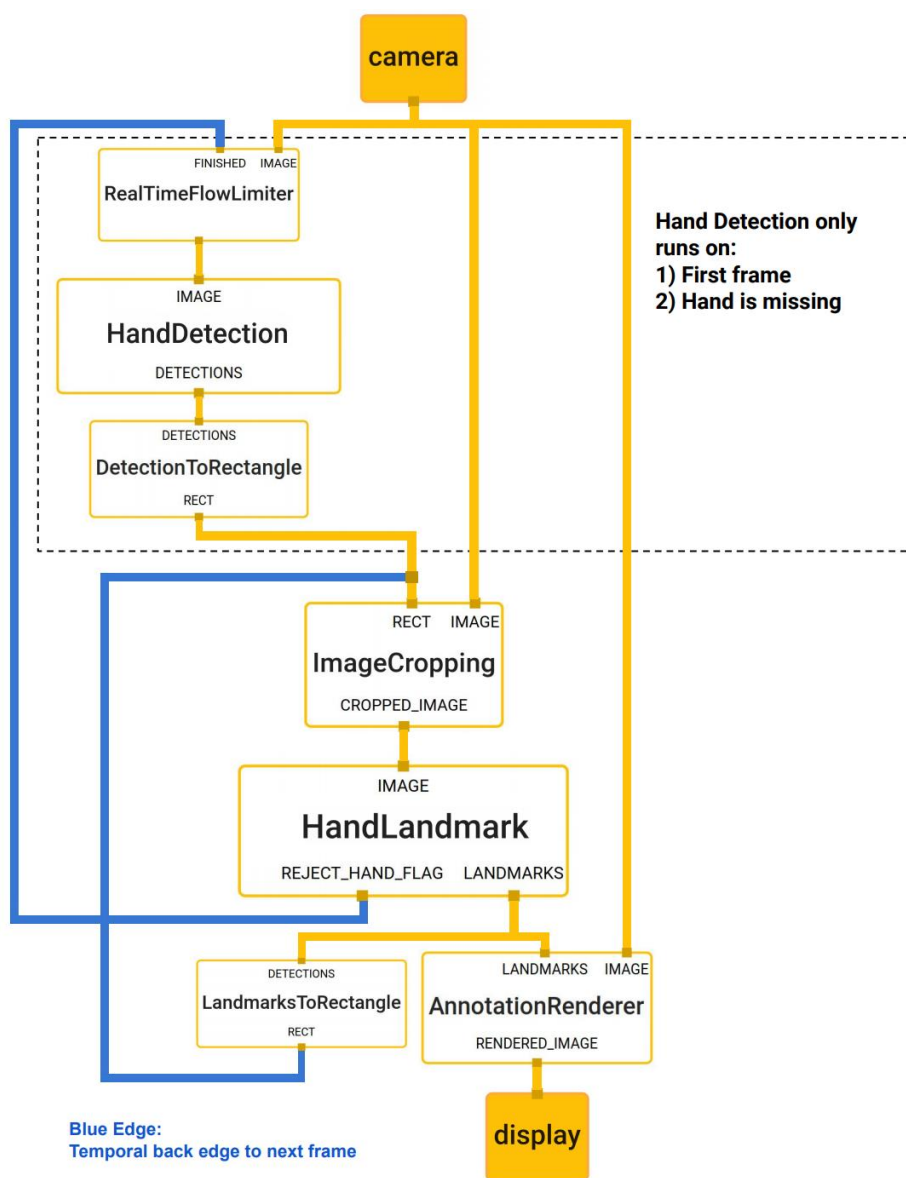 camera
FINISHED IMAGE
RealTimeFlowLimiter
Hand Detection only
runs on:
1) First frame
2) Hand is missing
IMAGE
HandDetection
DETECTIONS
DETECTIONS
DetectionToRectangle
RECT
RECT IMAGE
ImageCropping
CROPPED_IMAGE
IMAGE
HandLandmark
REJECT_HAND_FLAG LANDMARKS
DETECTIONS
LandmarksToRectangle
RECT
LANDMARKS IMAGE
AnnotationRenderer
RENDERED_IMAGE
display
Blue Edge:
Temporal back edge to next frame